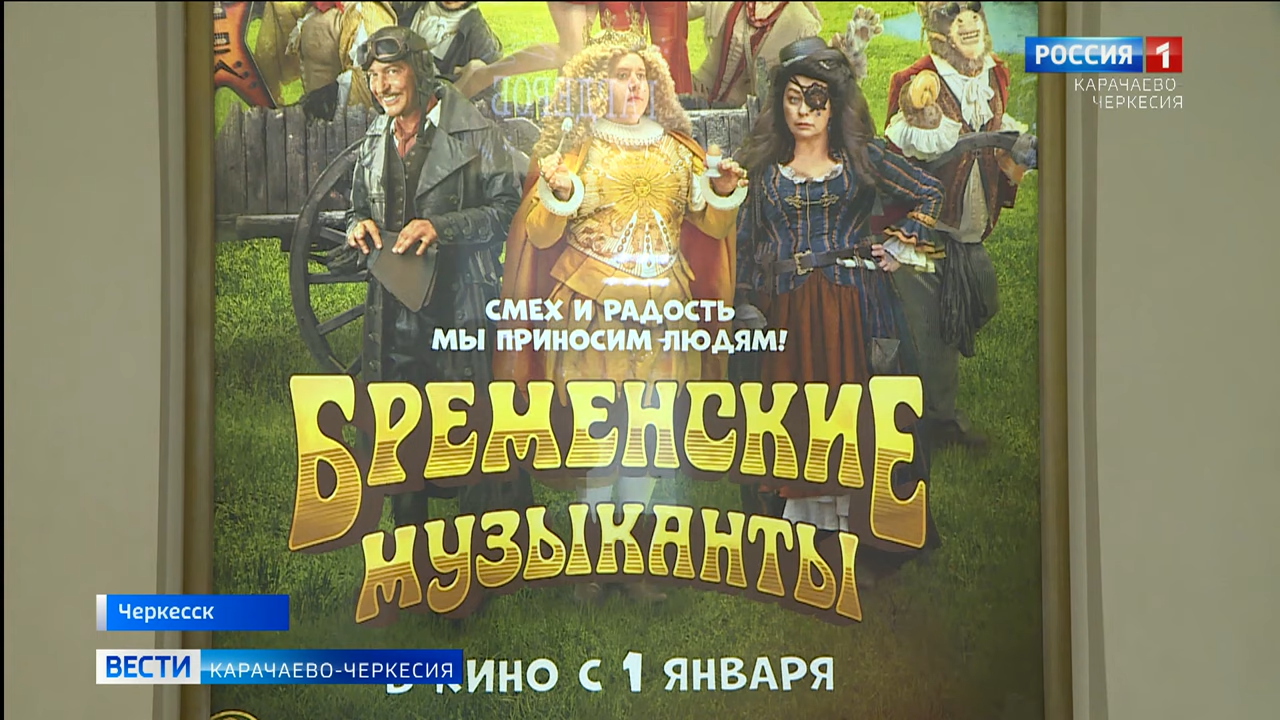 РОССИЯ 1
КАРАЧАЕВО-
ЧЕРКЕСИЯ
СМЕХ И РАДОСТЬ
МЫ ПРИНОСИМ ЛЮДЯМ!
БРЕМЕНСКИЕ
МУЗЫКАНТЫ
Черкесск
ВЕСТИ КАРАЧАЕВО-ЧЕРКЕСИЯ
В КИНО С 1 ЯНВАРЯ